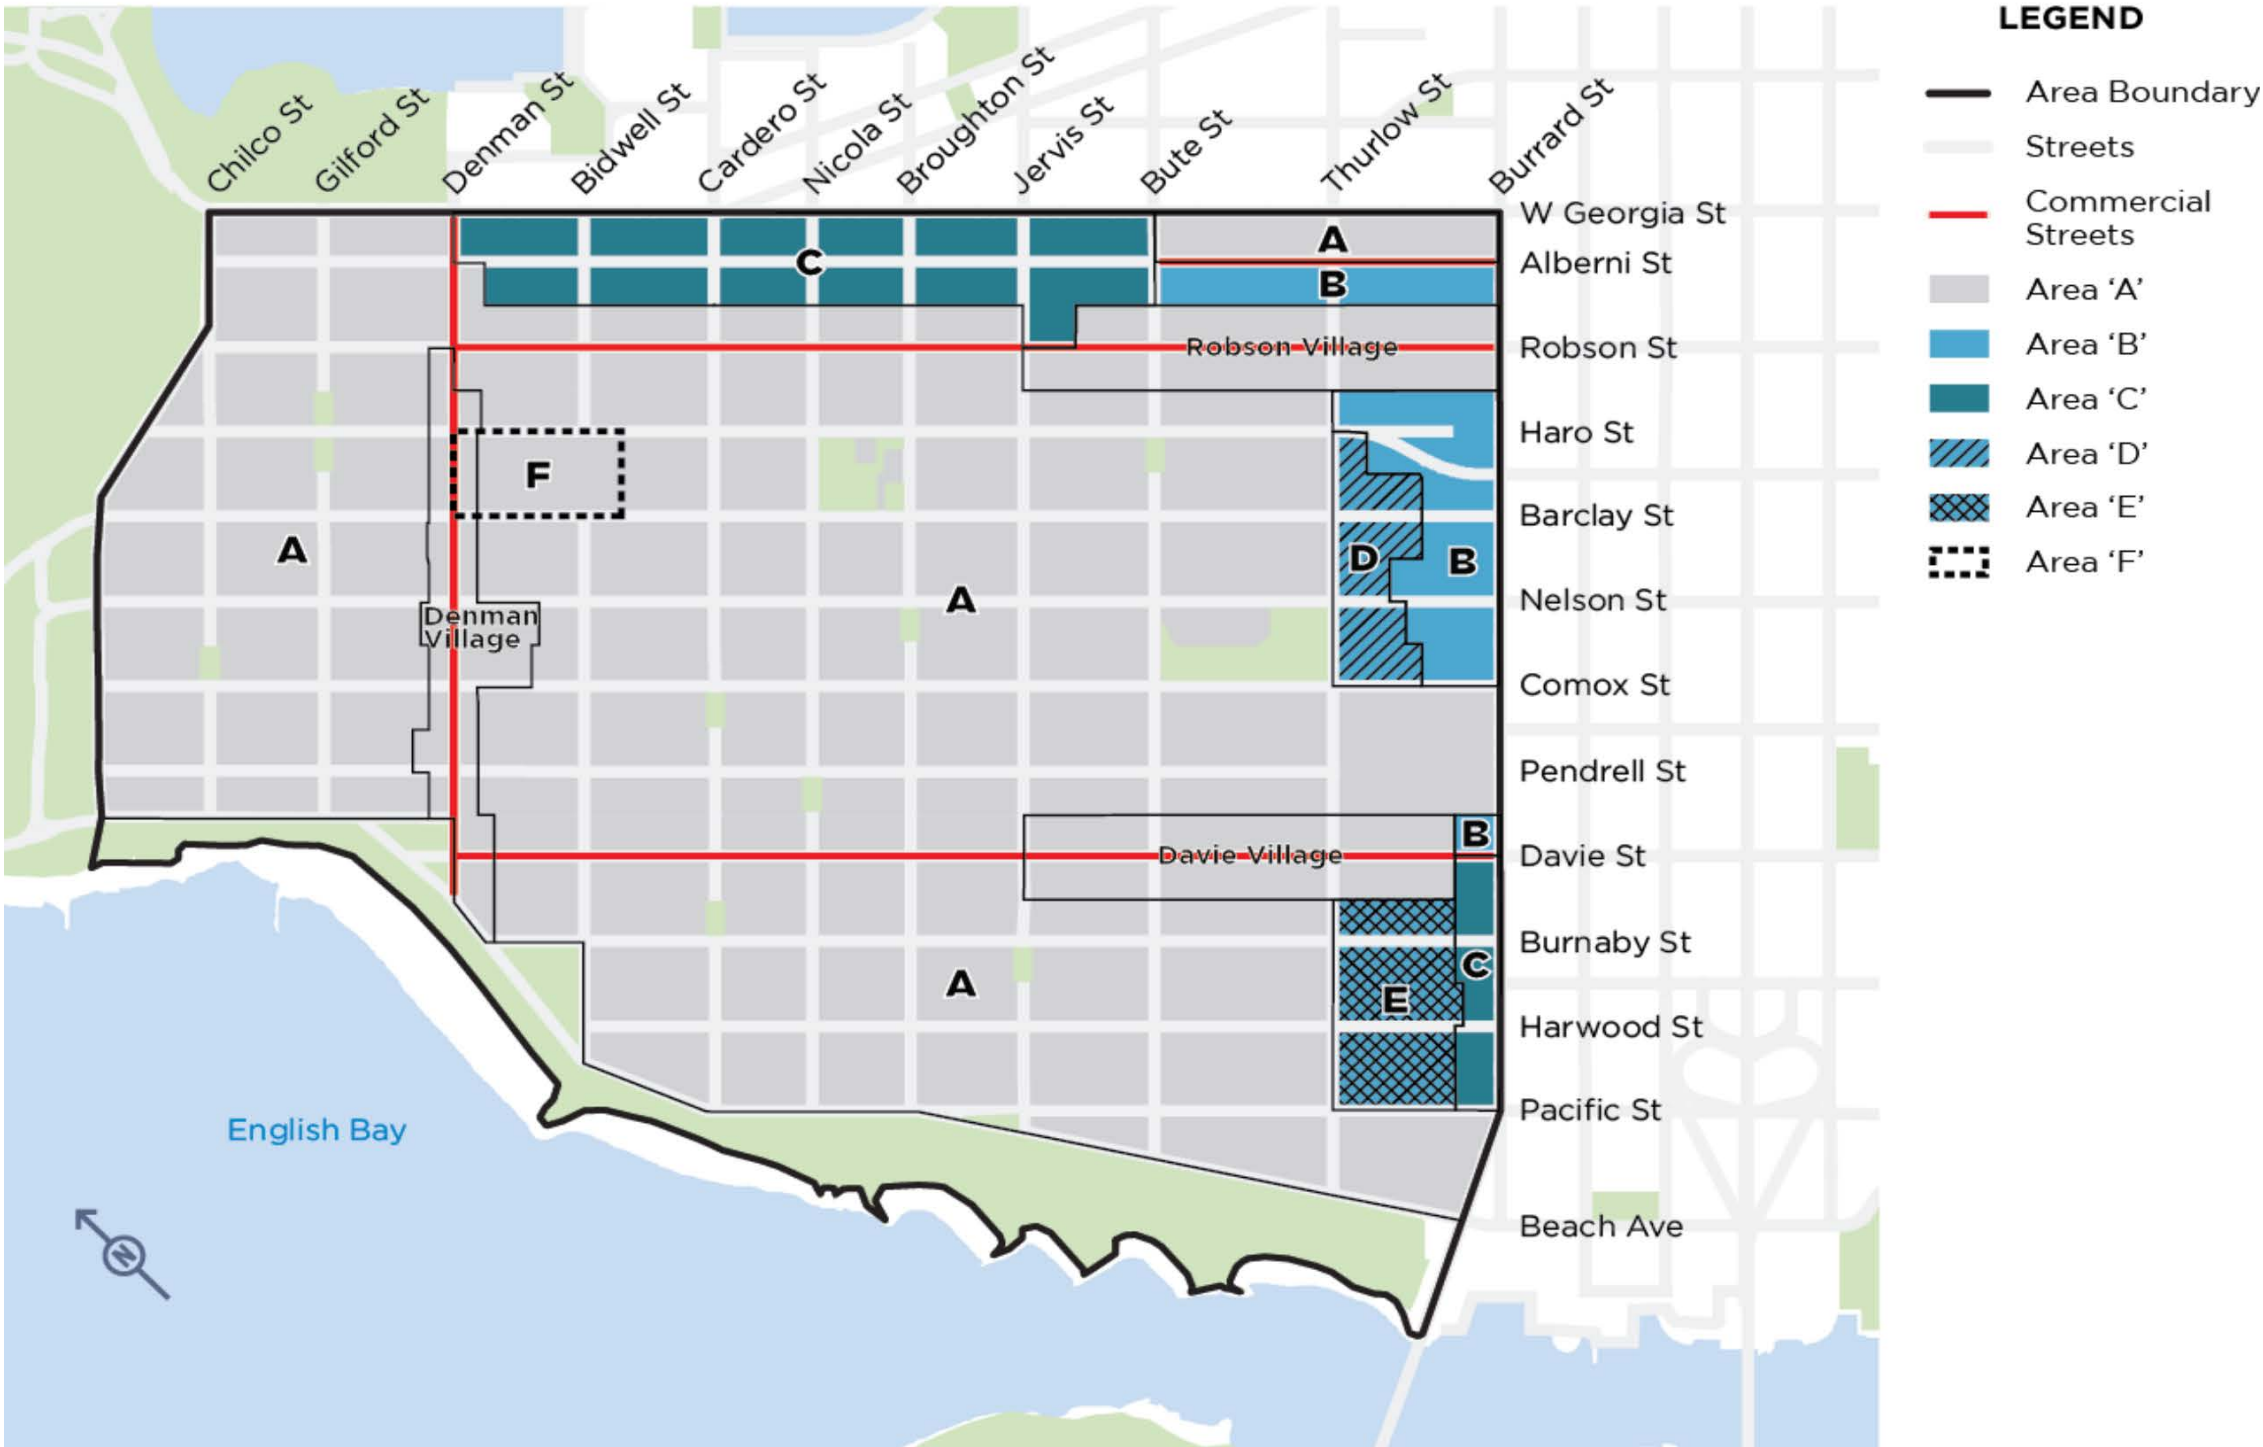 LEGEND
Area Boundary
Streets
Commercial
Streets
Area ‘A’
Area ‘B’
Area ‘C’
Area ‘D’
Area ‘E’
Area ‘F’
Chilco St
Gilford St
Denman St
Bidwell St
Cardero St
Nicola St
Broughton St
Jervis St
Bute St
Thurlow St
Burrard St
W Georgia St
Alberni St
Robson St
Haro St
Barclay St
Nelson St
Comox St
Pendrell St
Davie St
Burnaby St
Harwood St
Pacific St
Beach Ave
A
C
B
Robson Village
F
A
D
B
A
Denman
Village
B
Davie Village
C
A
E
English Bay
N